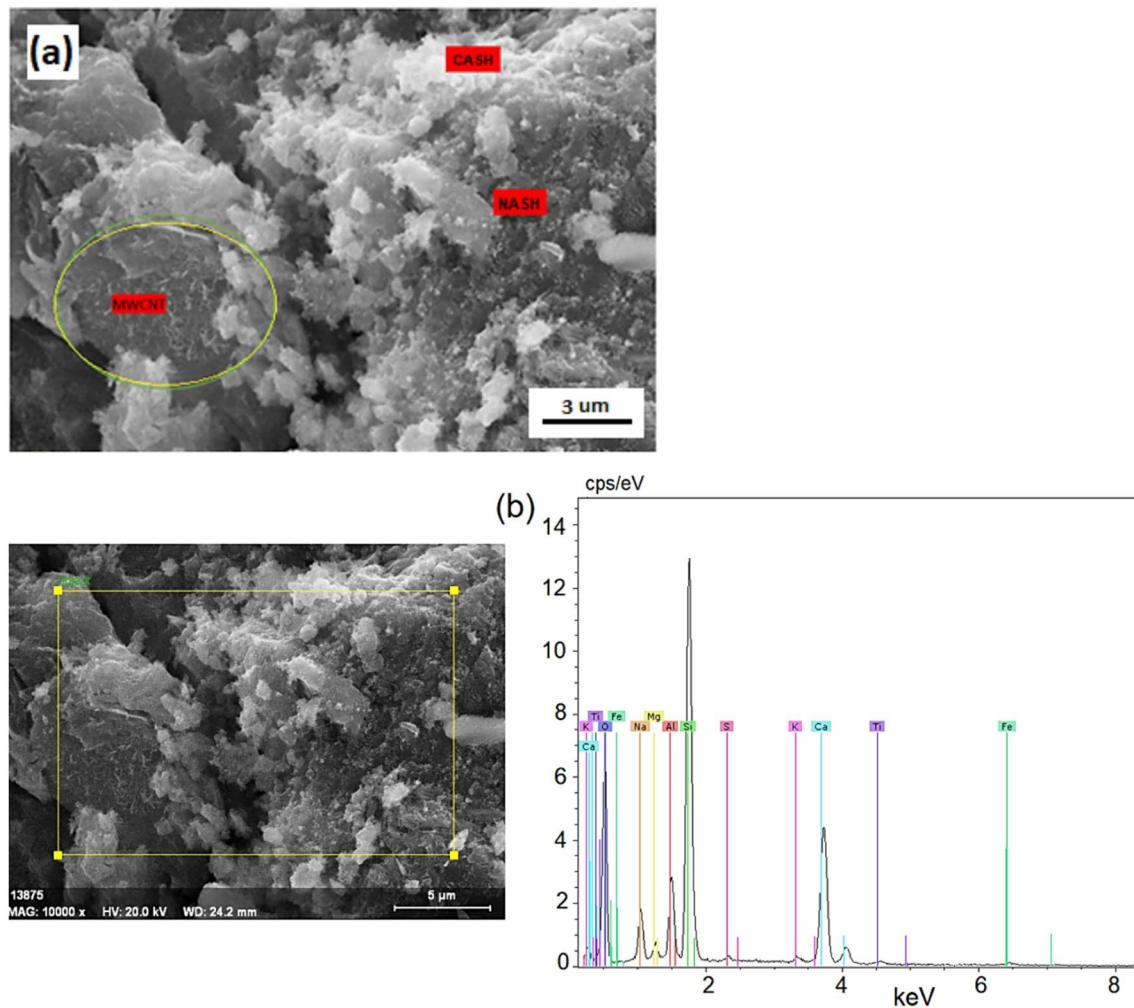 (a)
CASH
NASH
MWCNT
3 um
(b)
13875
MAG: 10000 x HV: 20.0 kV WD: 24.2 mm
5 µm
cps/eV
14
12
10
8
6
4
2
0
K Ti O Fe Na Mg Al Si S K Ca Ti Fe
Ca
2 4 6 8
keV